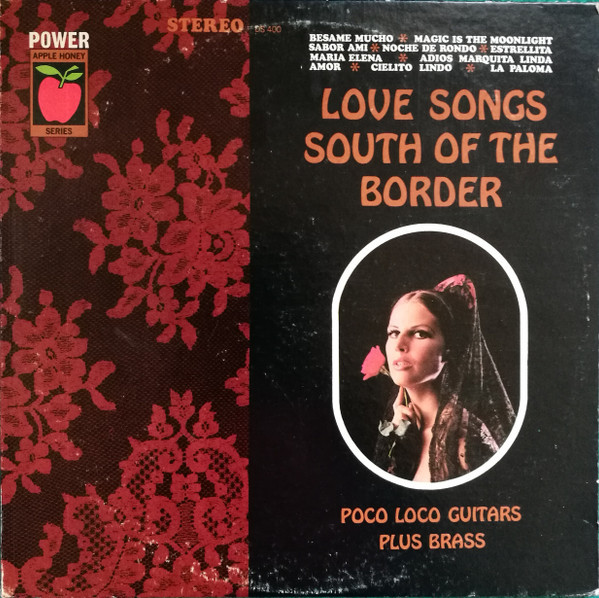 POWER
APPLE HONEY
SERIES
STEREO
DS 400
BESAME MUCHO * MAGIC IS THE MOONLIGHT
SABOR AMI * NOCHE DE RONDO * ESTRELLITA
MARIA ELENA * ADIOS MARQUITA LINDA
AMOR * CIELITO LINDO * LA PALOMA
LOVE SONGS
SOUTH OF THE
BORDER
POCO LOCO GUITARS
PLUS BRASS